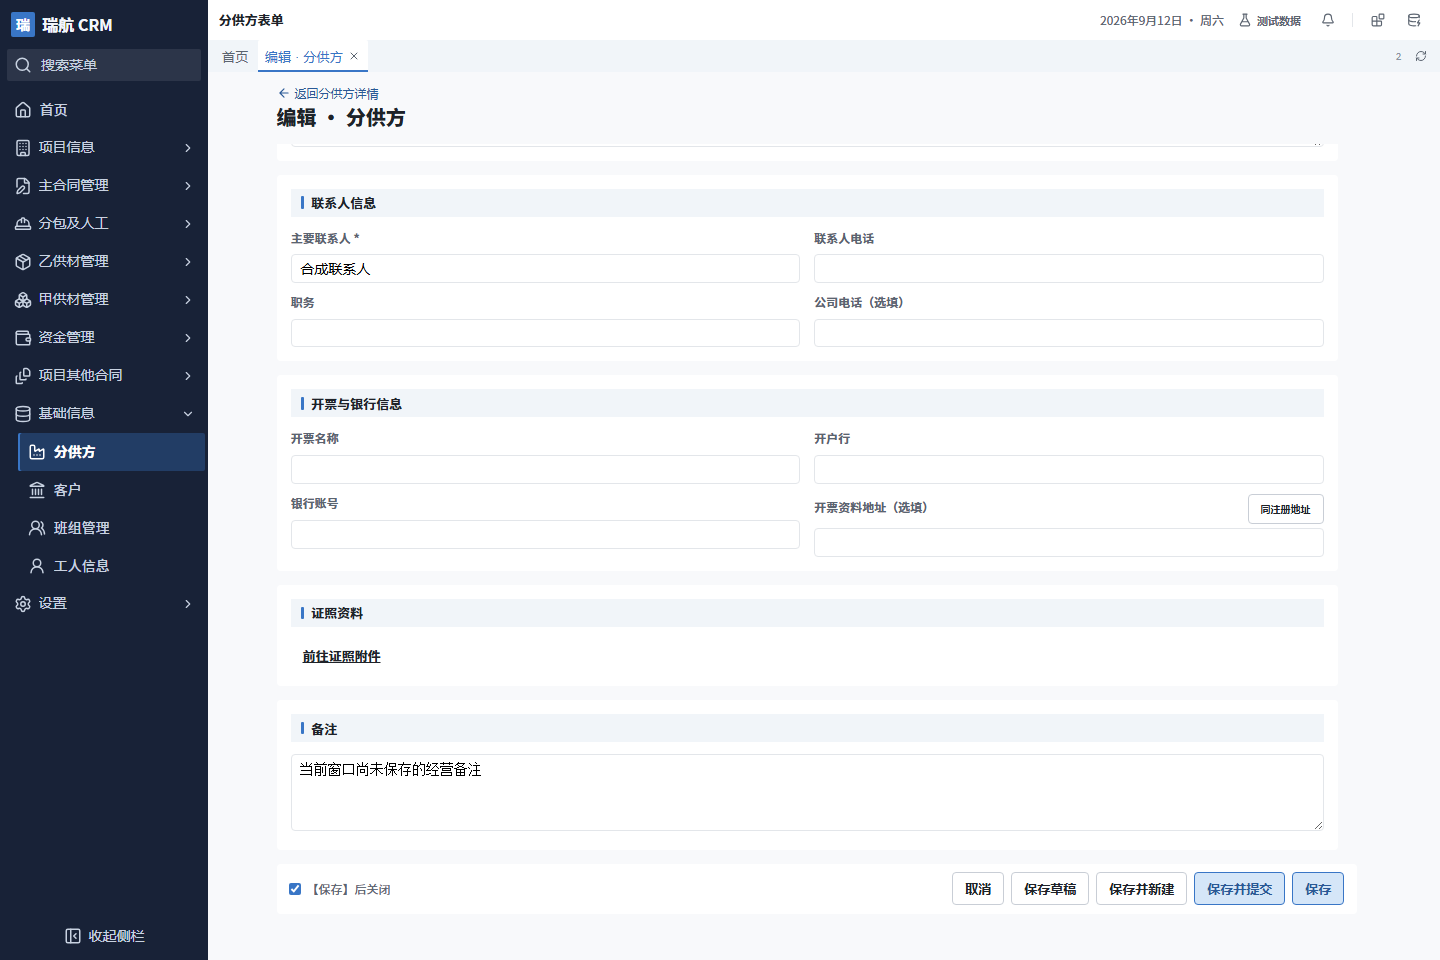 瑞 瑞航 CRM
搜索菜单
首页
项目信息
主合同管理
分包及人工
乙供材管理
甲供材管理
资金管理
项目其他合同
基础信息
分供方
客户
班组管理
工人信息
设置
收起侧栏
分供方表单
2026年9月12日 • 周六 测试数据
首页 编辑 · 分供方
2
返回分供方详情
编辑 • 分供方
联系人信息
主要联系人 * 联系人电话
合成联系人
职务 公司电话（选填）
开票与银行信息
开票名称 开户行
银行账号 开票资料地址（选填） 同注册地址
证照资料
前往证照附件
备注
当前窗口尚未保存的经营备注
【保存】后关闭 取消 保存草稿 保存并新建 保存并提交 保存